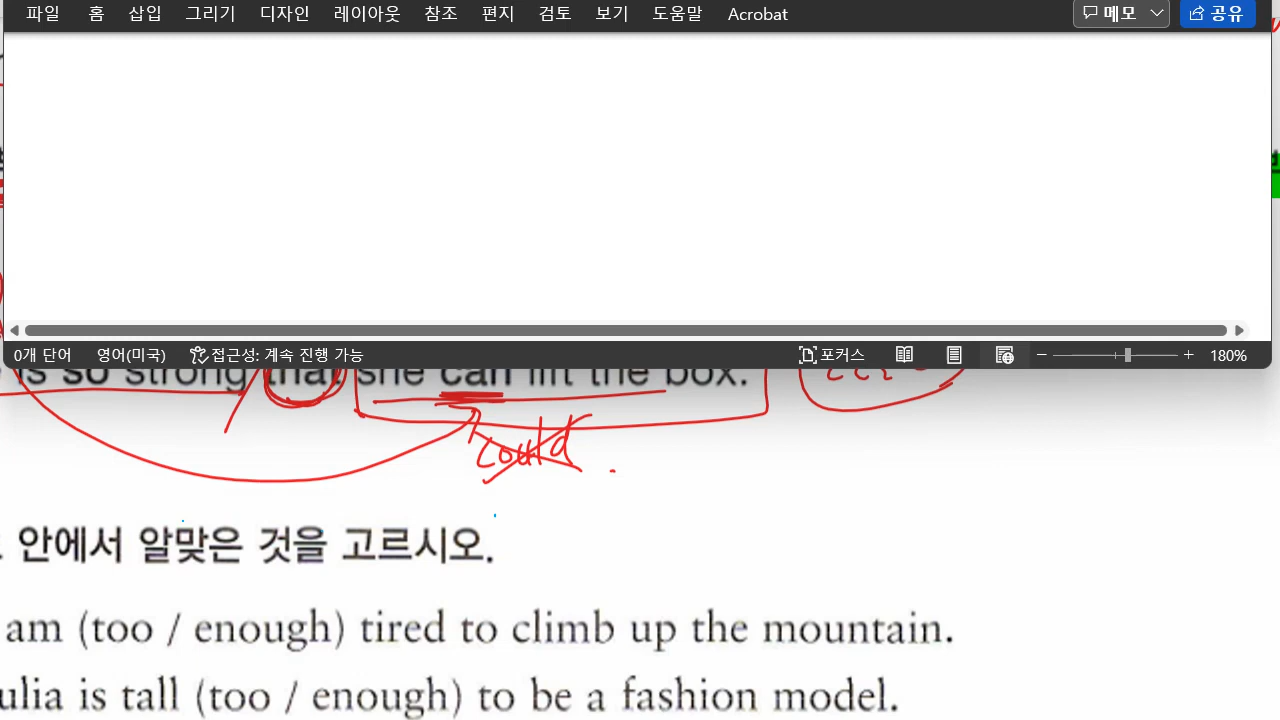 파일 홈 삽입 그리기 디자인 레이아웃 참조 편지 검토 보기 도움말 Acrobat 메모 공유
0개 단어 영어(미국) 접근성: 계속 진행 가능 포커스 180%
is so strong that she can lift the box.
could
안에서 알맞은 것을 고르시오.
am (too / enough) tired to climb up the mountain.
ulia is tall (too / enough) to be a fashion model.